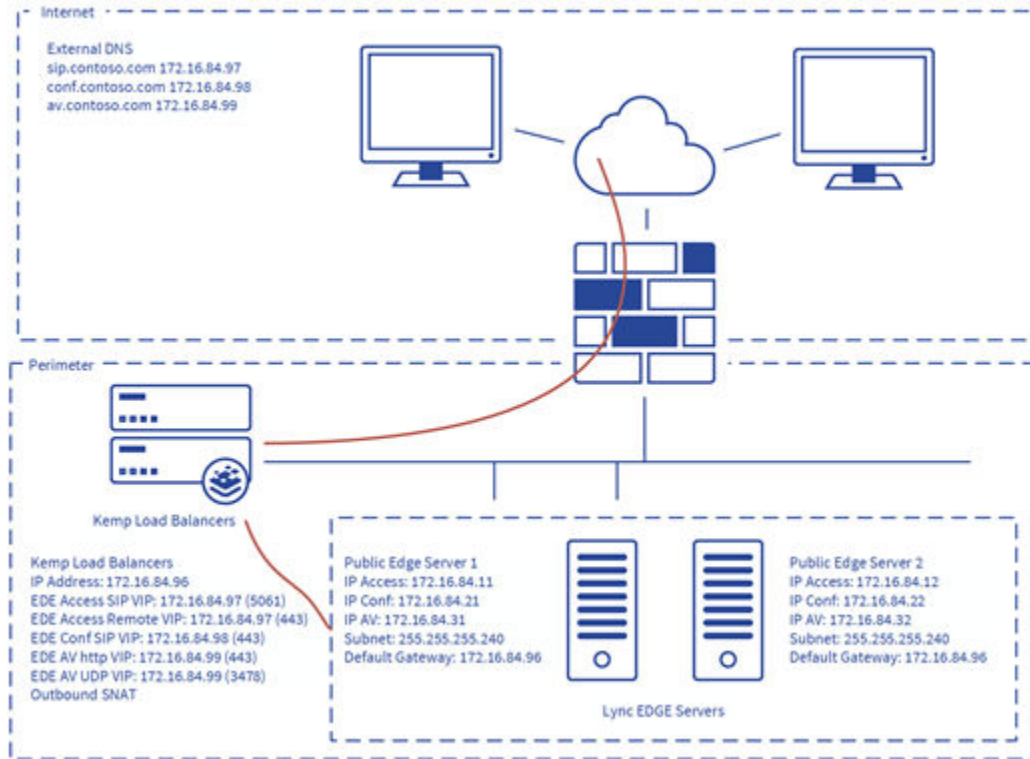 Internet
External DNS
sip.contoso.com 172.16.84.97
conf.contoso.com 172.16.84.98
av.contoso.com 172.16.84.99
Perimeter
Kemp Load Balancers
Kemp Load Balancers
IP Address: 172.16.84.96
EDE Access SIP VIP: 172.16.84.97 (5061)
EDE Access Remote VIP: 172.16.84.97 (443)
EDE Conf SIP VIP: 172.16.84.98 (443)
EDE AV http VIP: 172.16.84.99 (443)
EDE AV UDP VIP: 172.16.84.99 (3478)
Outbound SNAT
Public Edge Server 1
IP Access: 172.16.84.11
IP Conf: 172.16.84.21
IP AV: 172.16.84.31
Subnet: 255.255.255.240
Default Gateway: 172.16.84.96
Public Edge Server 2
IP Access: 172.16.84.12
IP Conf: 172.16.84.22
IP AV: 172.16.84.32
Subnet: 255.255.255.240
Default Gateway: 172.16.84.96
Lync EDGE Servers